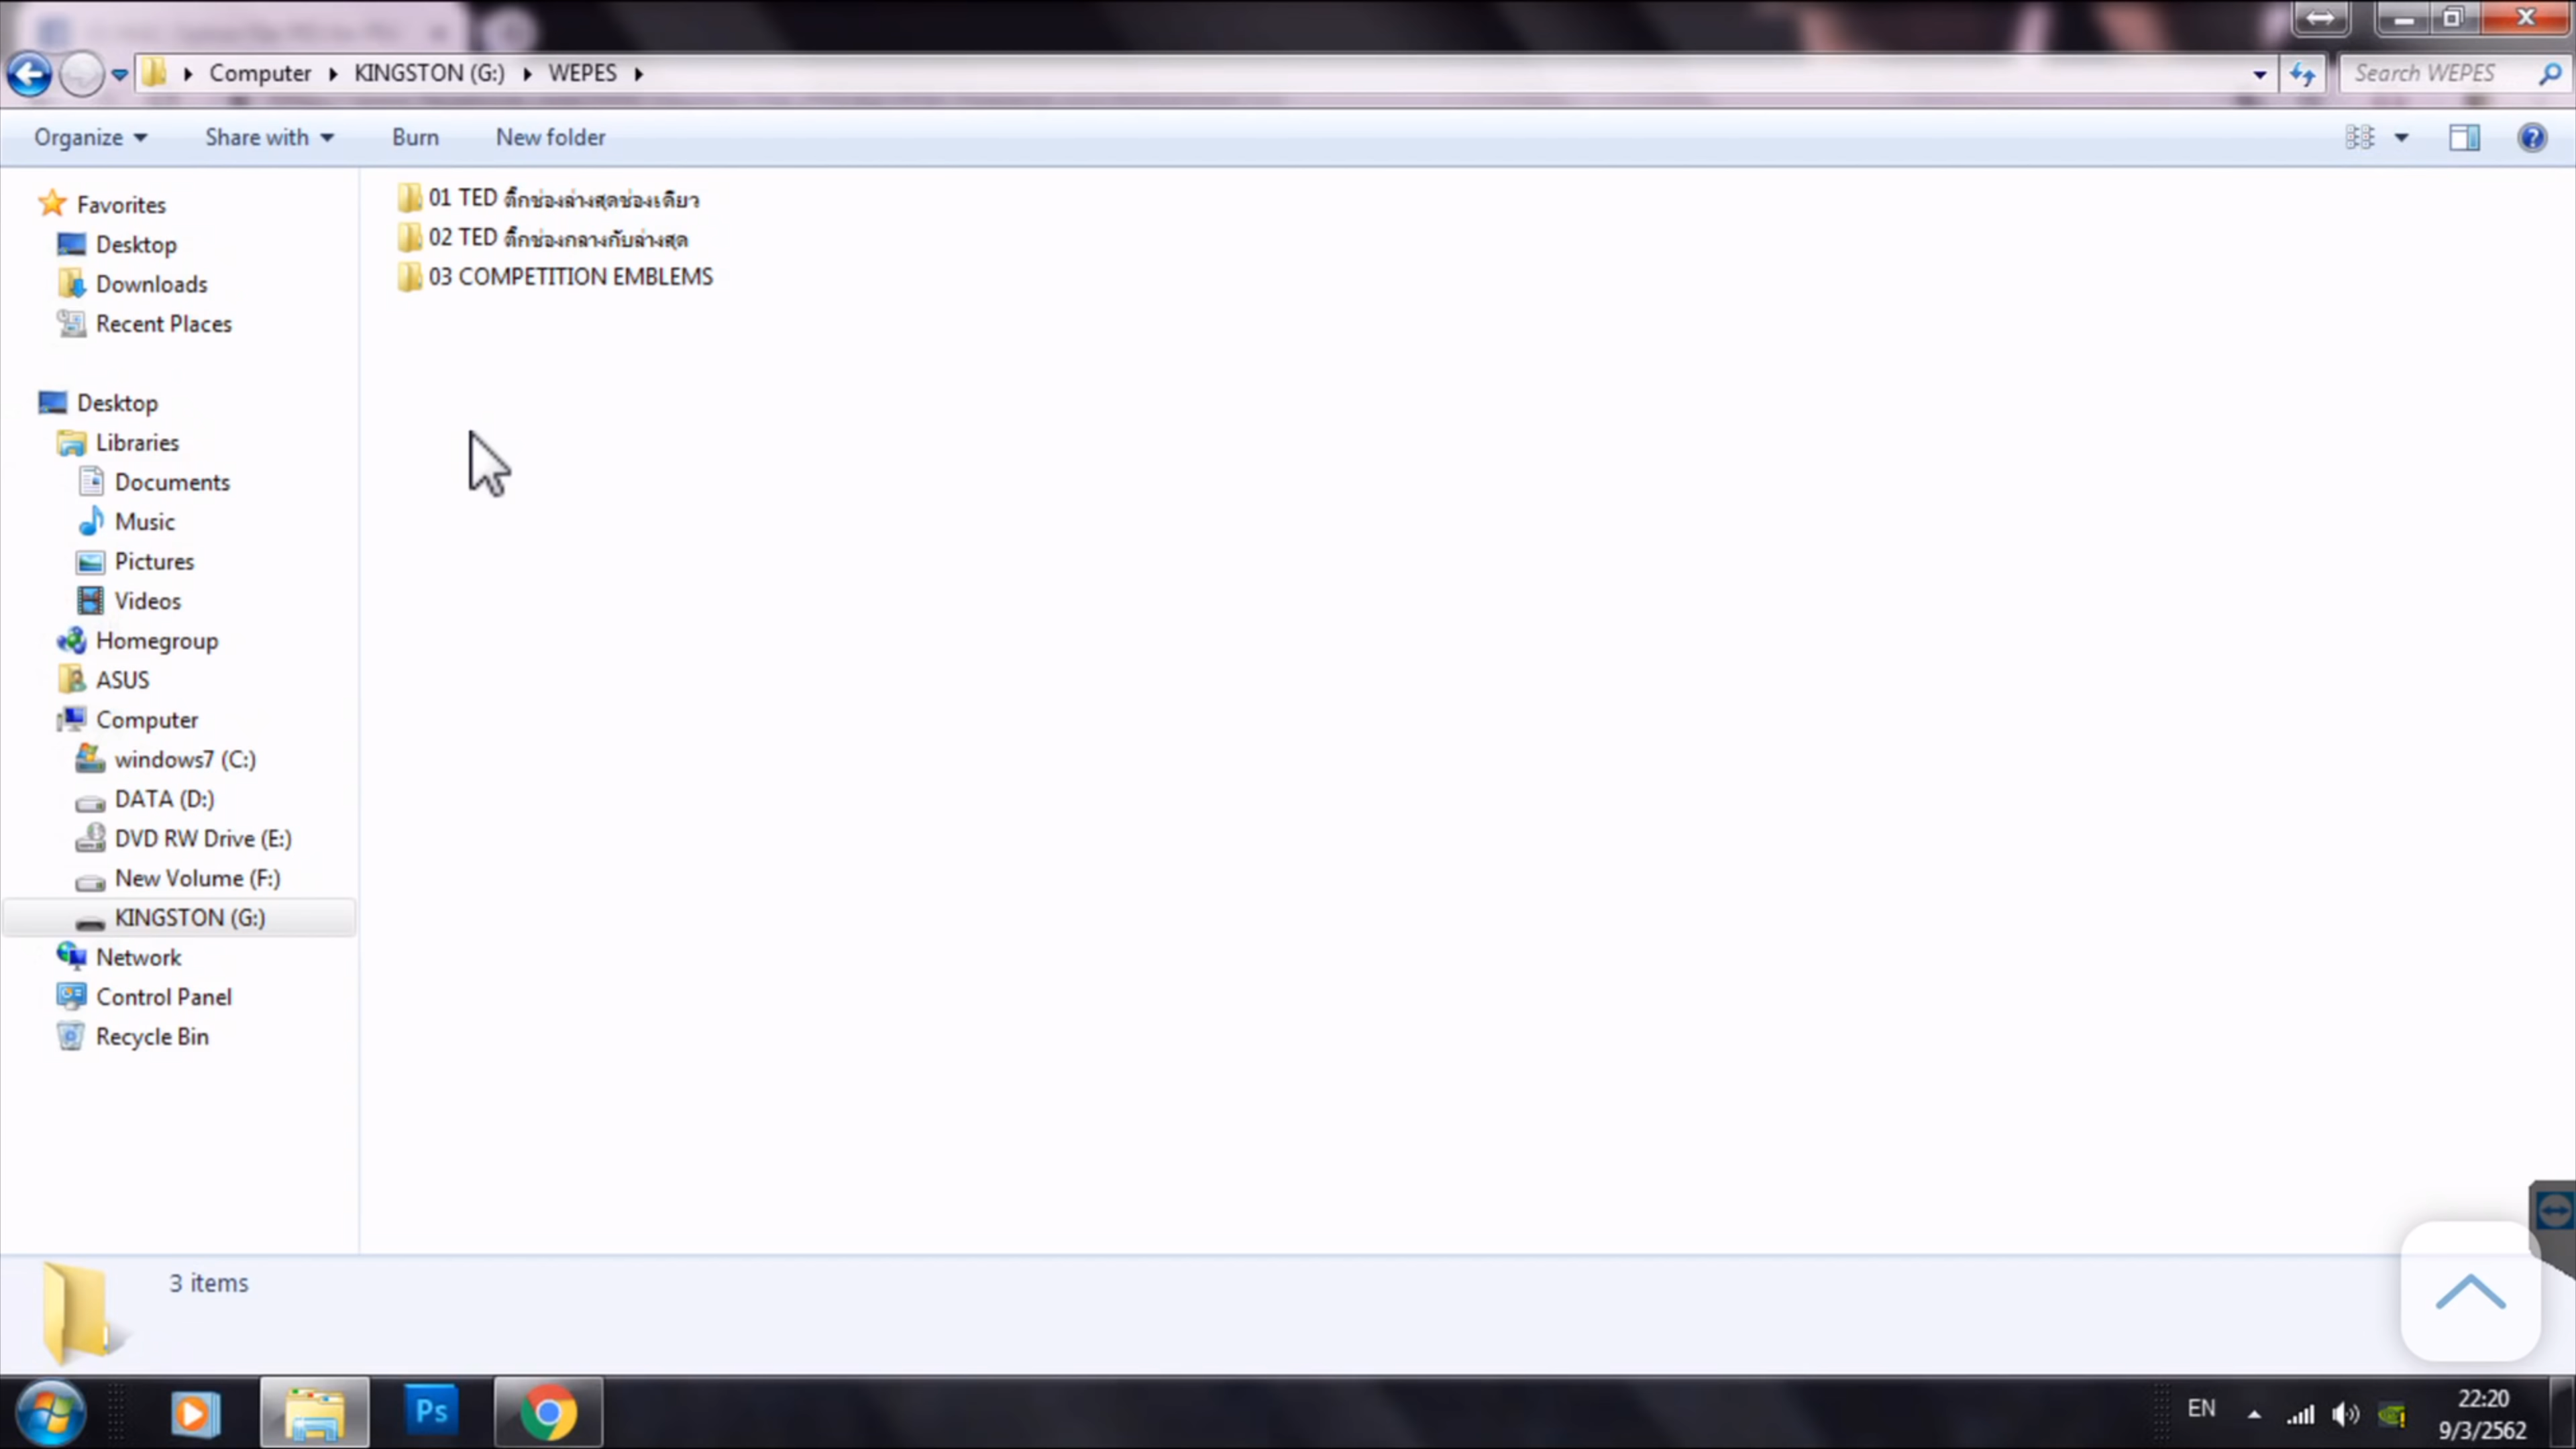 Computer KINGSTON (G:) WEPES
Search WEPES
Organize Share with Burn New folder
Favorites
Desktop
Downloads
Recent Places
Desktop
Libraries
Documents
Music
Pictures
Videos
Homegroup
ASUS
Computer
windows7 (C:)
DATA (D:)
DVD RW Drive (E:)
New Volume (F:)
KINGSTON (G:)
Network
Control Panel
Recycle Bin
01 TED ติ๊กช่องล่างสุดช่องเดียว
02 TED ติ๊กช่องกลางกับล่างสุด
03 COMPETITION EMBLEMS
3 items
Ps
EN
22:20
9/3/2562